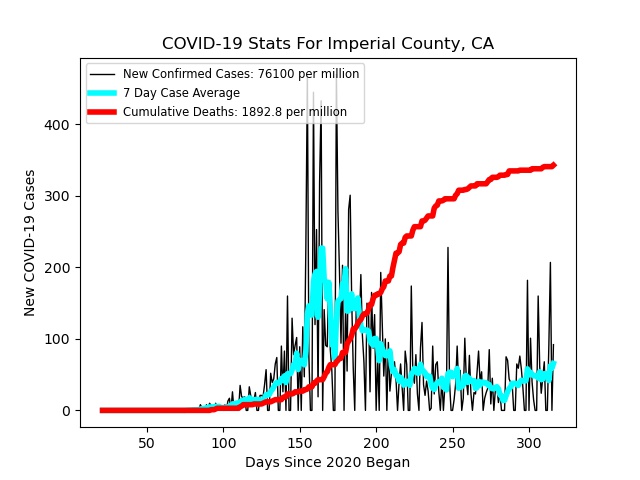 COVID-19 Stats For Imperial County, CA
New Confirmed Cases: 76100 per million
7 Day Case Average
Cumulative Deaths: 1892.8 per million
New COVID-19 Cases
400
300
200
100
0
50 100 150 200 250 300
Days Since 2020 Began